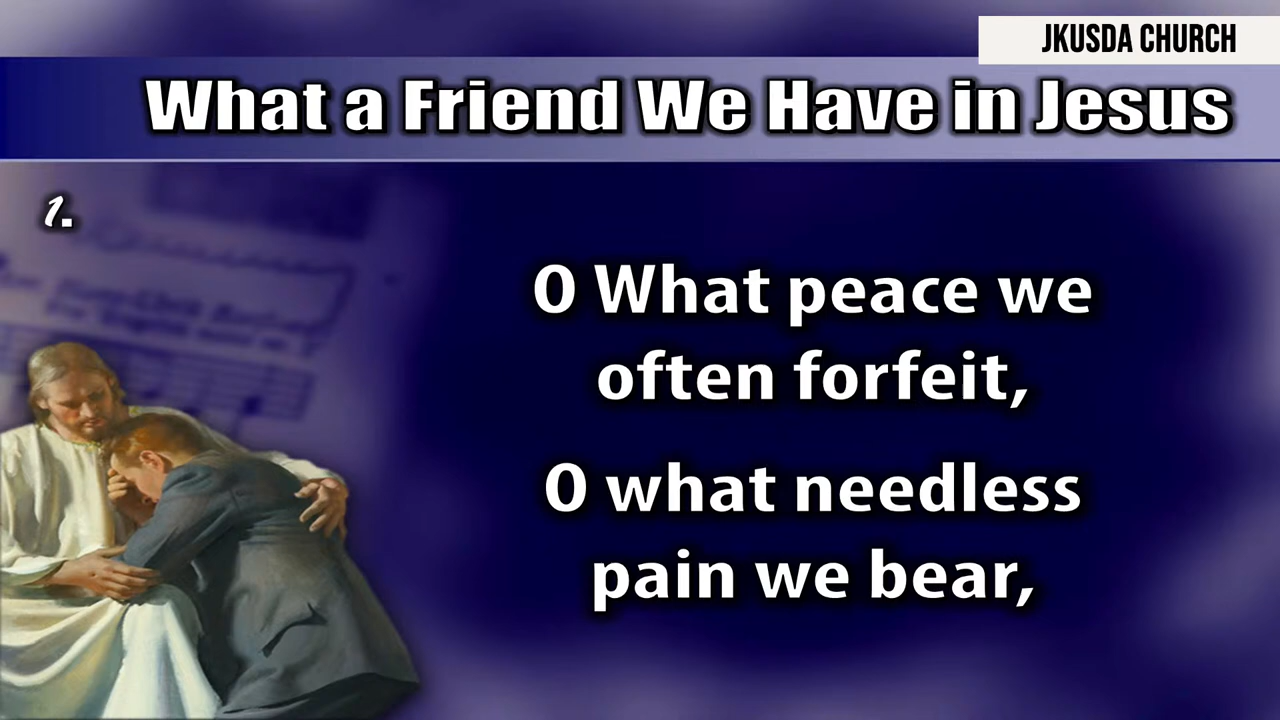 JKUSDA CHURCH
What a Friend We Have in Jesus
1.
O What peace we
often forfeit,
O what needless
pain we bear,